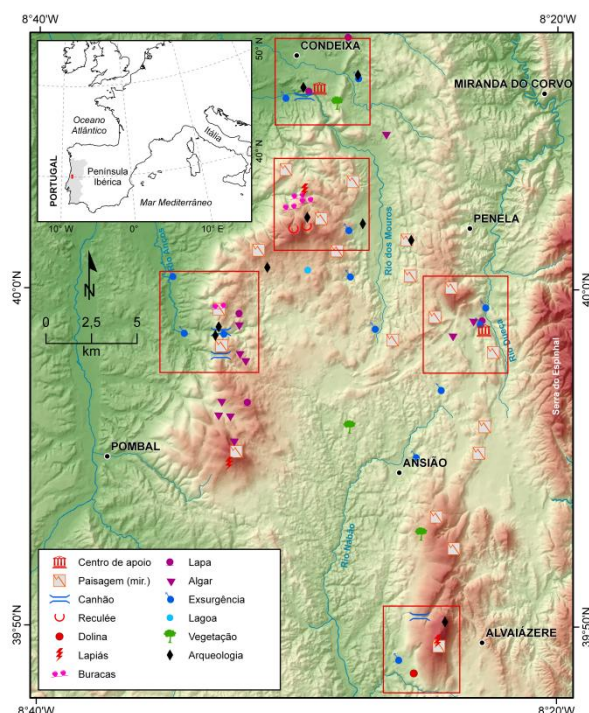 8°40'W
8°20'W
50°N
Oceano
Atlântico
Itália
40°N
PORTUGAL
Península
Ibérica
Mar Mediterrâneo
10°W
0°
10°E
CONDEIXA
MIRANDA DO CORVO
Rio dos Mouros
PENELA
40°0'N
40°0'N
N
0
2,5
5
km
Rio Dueça
Serra do Espinhal
POMBAL
ANSIÃO
Rio Nabão
39°50'N
39°50'N
ALVAIÁZERE
Centro de apoio
Paisagem (mir.)
Canhão
Reculée
Dolina
Lapiás
Buracas
Lapa
Algar
Exsurgência
Lagoa
Vegetação
Arqueologia
8°40'W
8°20'W